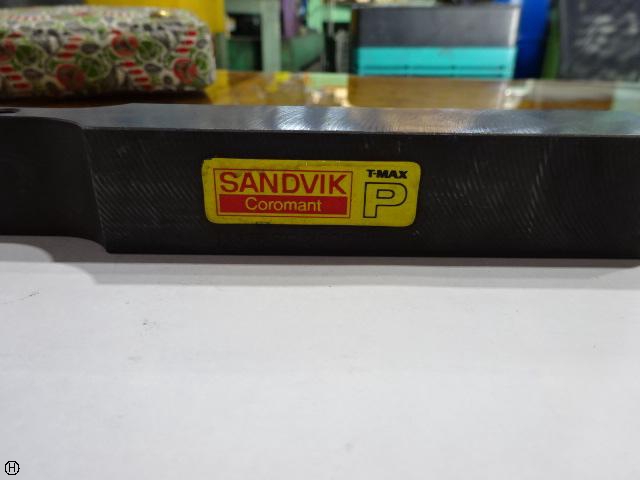 SANDVIK
Coromant
T-MAX
P
H